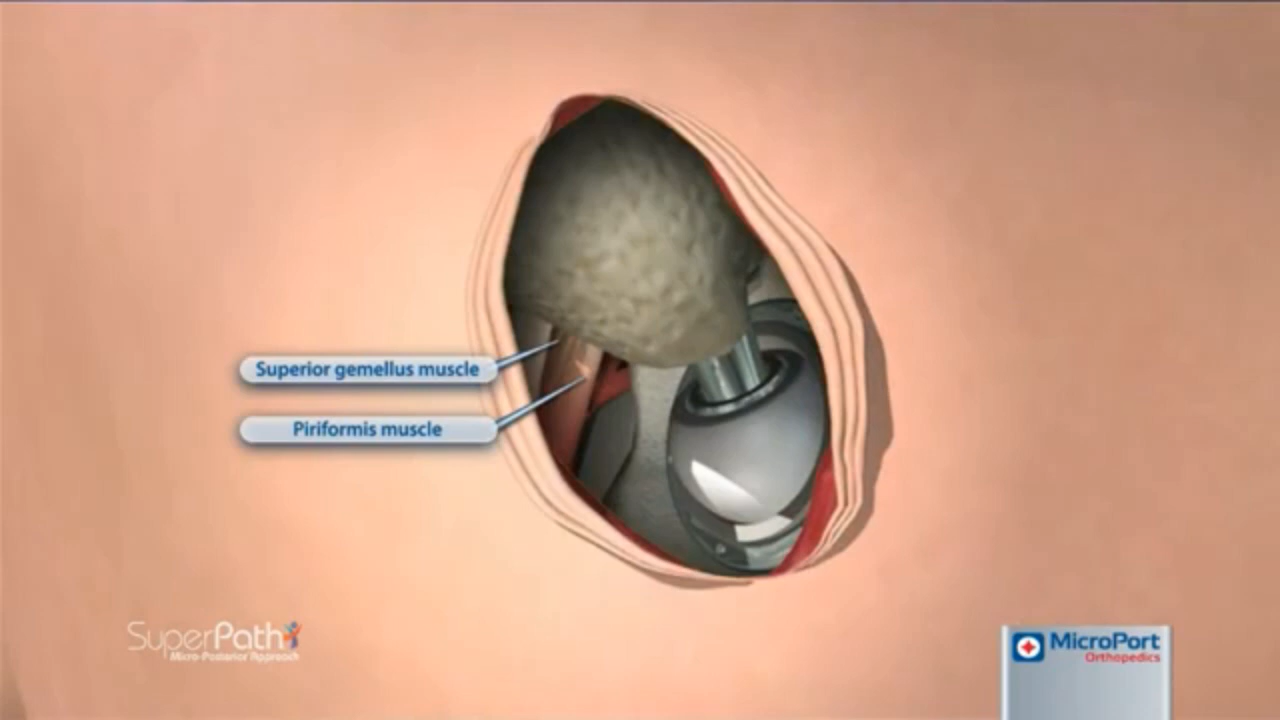 Superior gemellus muscle
Piriformis muscle
SuperPath
Micro-Posterior Approach
MicroPort
Orthopedics